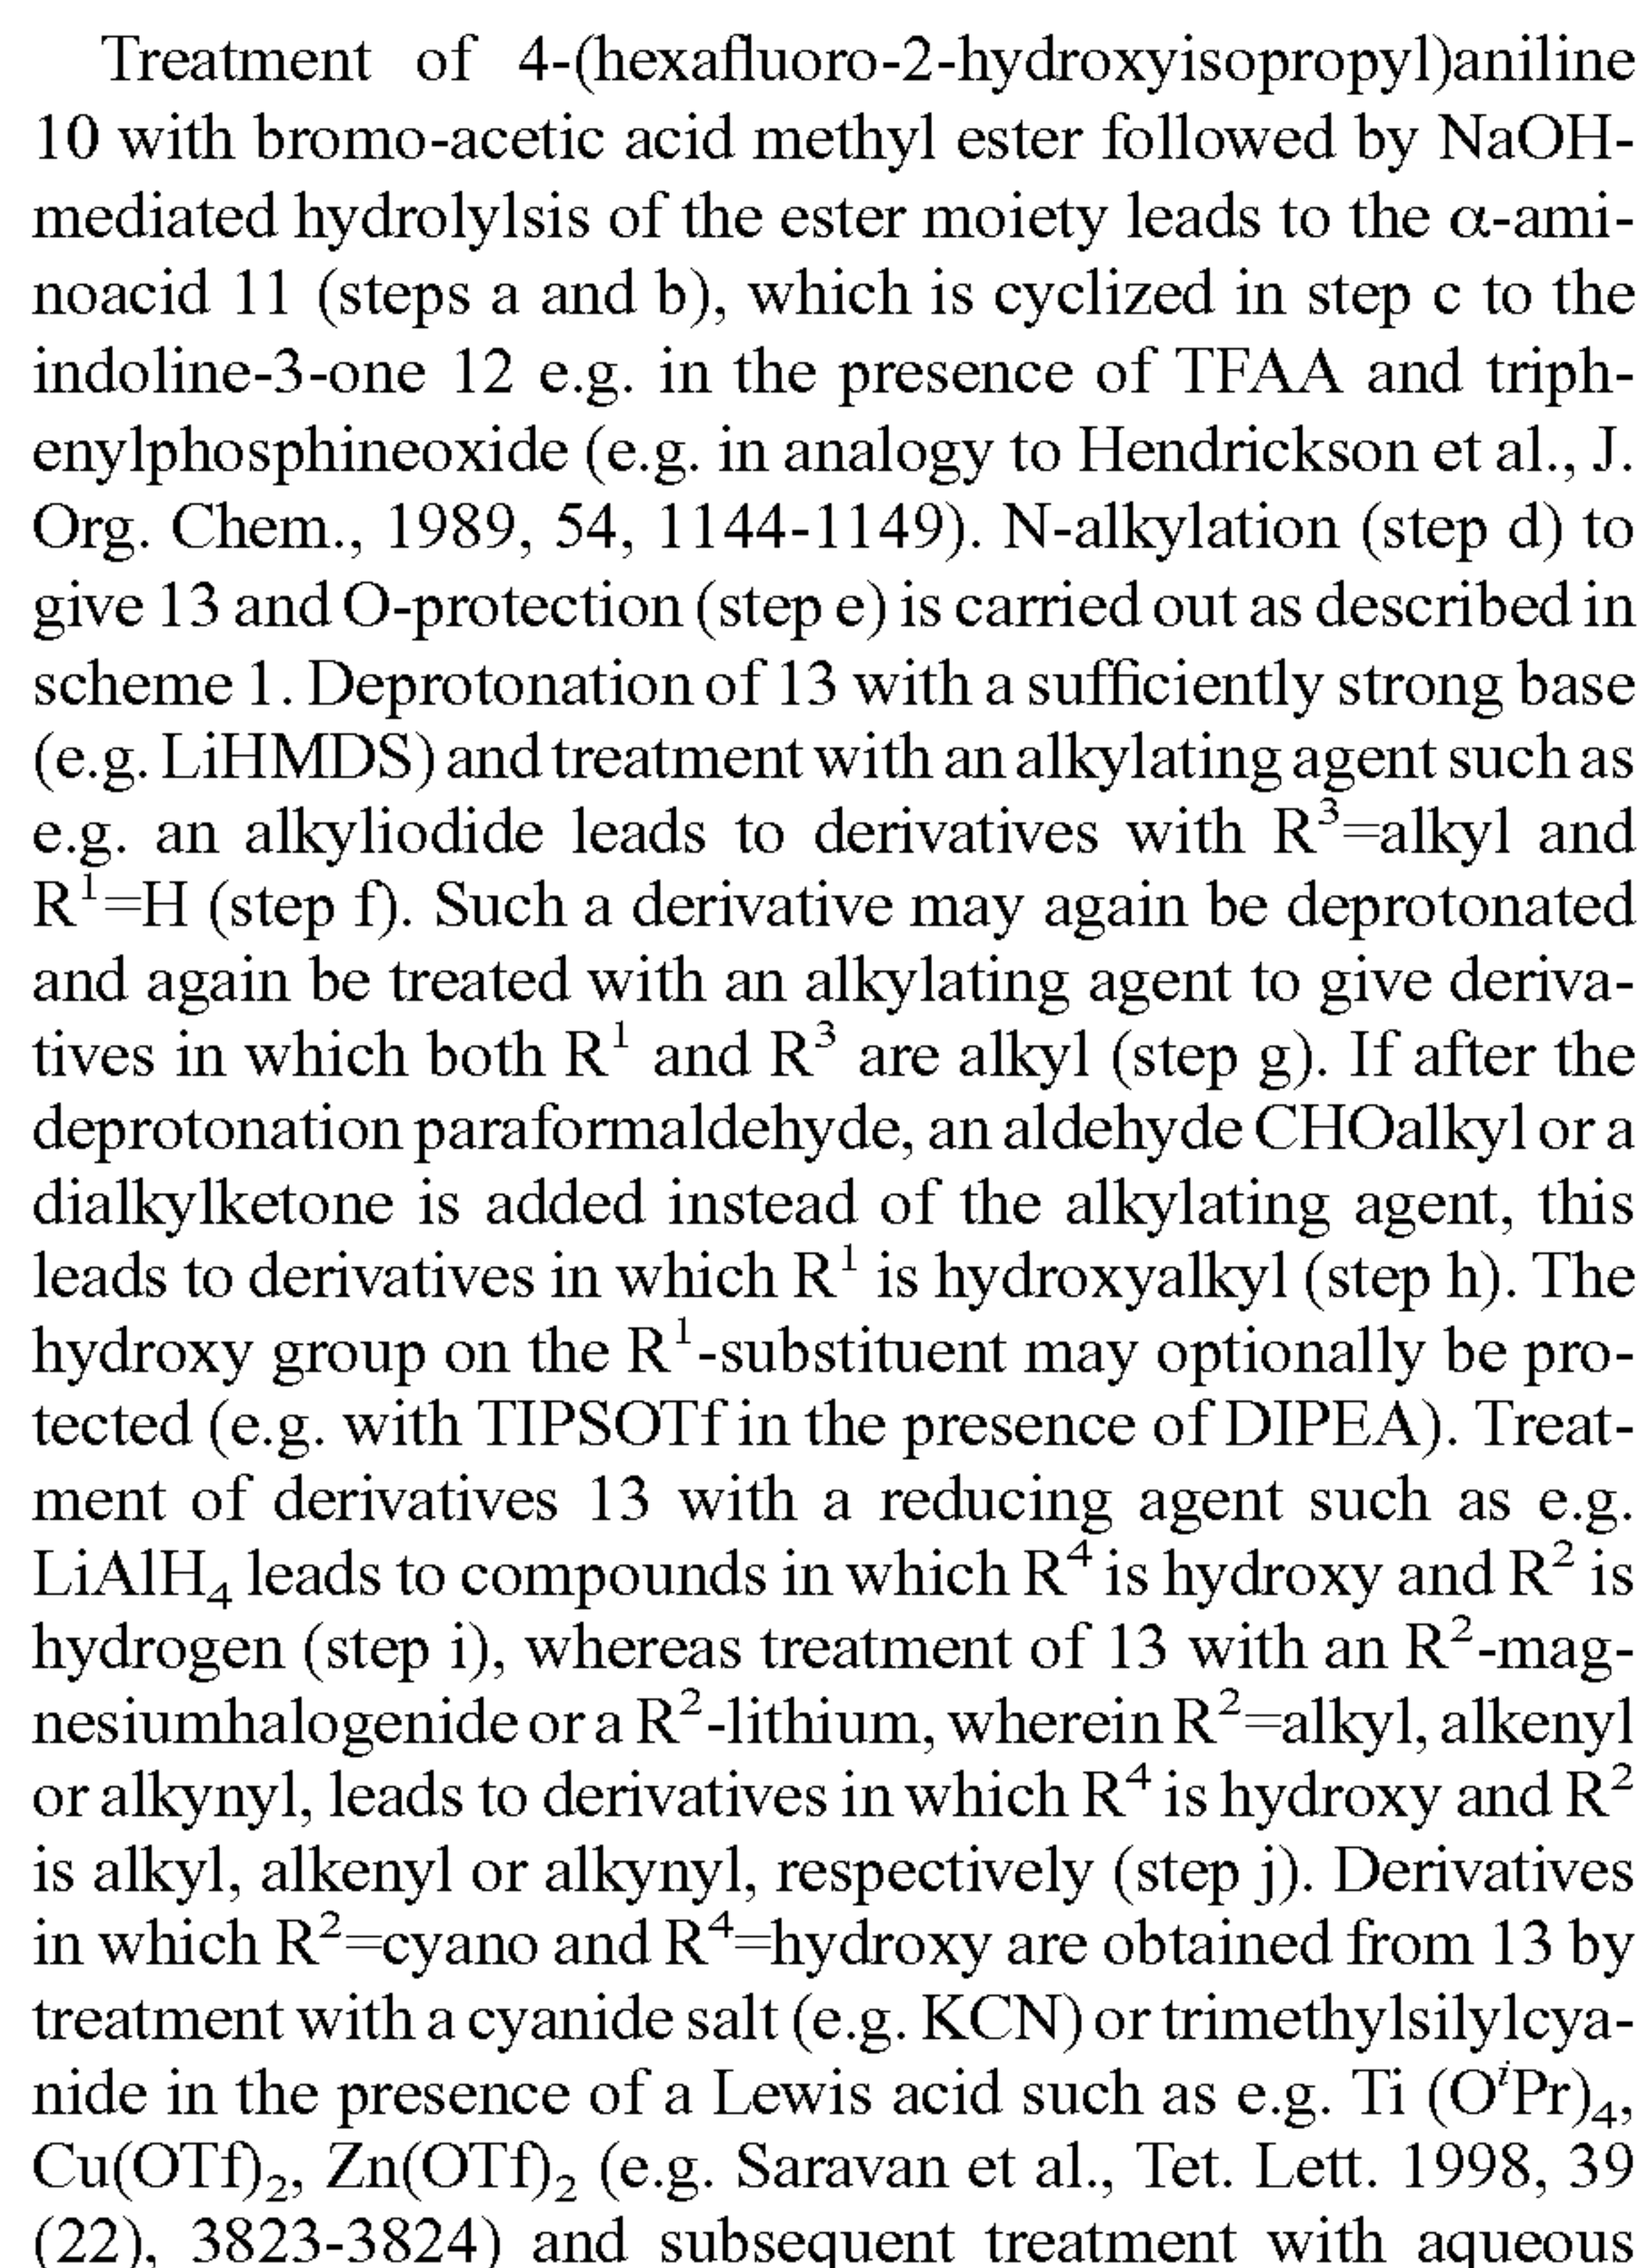 Treatment of 4-(hexafluoro-2-hydroxyisopropyl)aniline
10 with bromo-acetic acid methyl ester followed by NaOH-
mediated hydrolylsis of the ester moiety leads to the α-ami-
noacid 11 (steps a and b), which is cyclized in step c to the
indoline-3-one 12 e.g. in the presence of TFAA and triph-
enylphosphineoxide (e.g. in analogy to Hendrickson et al., J.
Org. Chem., 1989, 54, 1144-1149). N-alkylation (step d) to
give 13 and O-protection (step e) is carried out as described in
scheme 1. Deprotonation of 13 with a sufficiently strong base
(e.g. LiHMDS) and treatment with an alkylating agent such as
e.g. an alkyliodide leads to derivatives with R³=alkyl and
R¹=H (step f). Such a derivative may again be deprotonated
and again be treated with an alkylating agent to give deriva-
tives in which both R¹ and R³ are alkyl (step g). If after the
deprotonation paraformaldehyde, an aldehyde CHOalkyl or a
dialkylketone is added instead of the alkylating agent, this
leads to derivatives in which R¹ is hydroxyalkyl (step h). The
hydroxy group on the R¹-substituent may optionally be pro-
tected (e.g. with TIPSOTf in the presence of DIPEA). Treat-
ment of derivatives 13 with a reducing agent such as e.g.
LiAlH₄ leads to compounds in which R⁴ is hydroxy and R² is
hydrogen (step i), whereas treatment of 13 with an R²-mag-
nesiumhalogenide or a R²-lithium, wherein R²=alkyl, alkenyl
or alkynyl, leads to derivatives in which R⁴ is hydroxy and R²
is alkyl, alkenyl or alkynyl, respectively (step j). Derivatives
in which R²=cyano and R⁴=hydroxy are obtained from 13 by
treatment with a cyanide salt (e.g. KCN) or trimethylsilylcya-
nide in the presence of a Lewis acid such as e.g. Ti (OⁱPr)₄,
Cu(OTf)₂, Zn(OTf)₂ (e.g. Saravan et al., Tet. Lett. 1998, 39
(22), 3823-3824) and subsequent treatment with aqueous